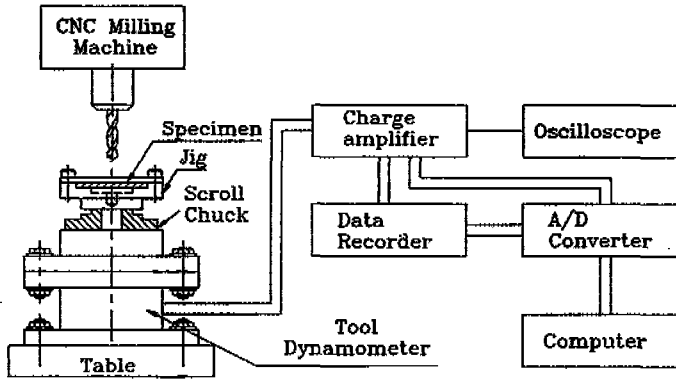 CNC Milling
Machine
Specimen
Jig
Scroll
Chuck
Charge
amplifier
Oscilloscope
Data
Recorder
A/D
Converter
Tool
Dynamometer
Computer
Table